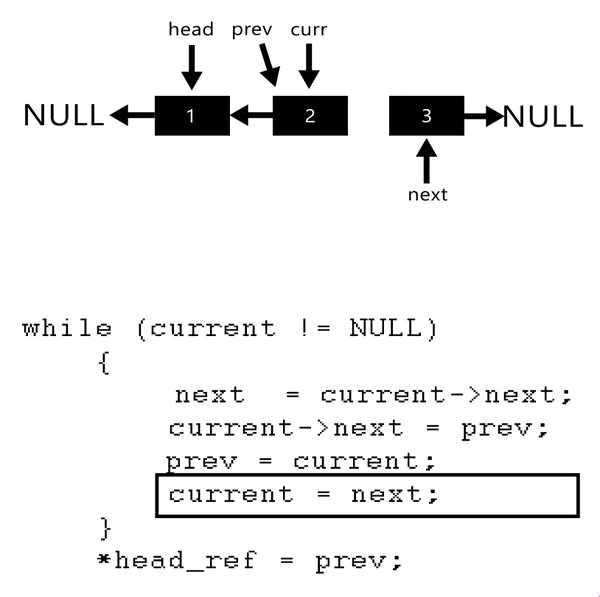 head prev curr
NULL 1 2 3 NULL
next
while (current != NULL)
{
next = current->next;
current->next = prev;
prev = current;
current = next;
}
*head_ref = prev;